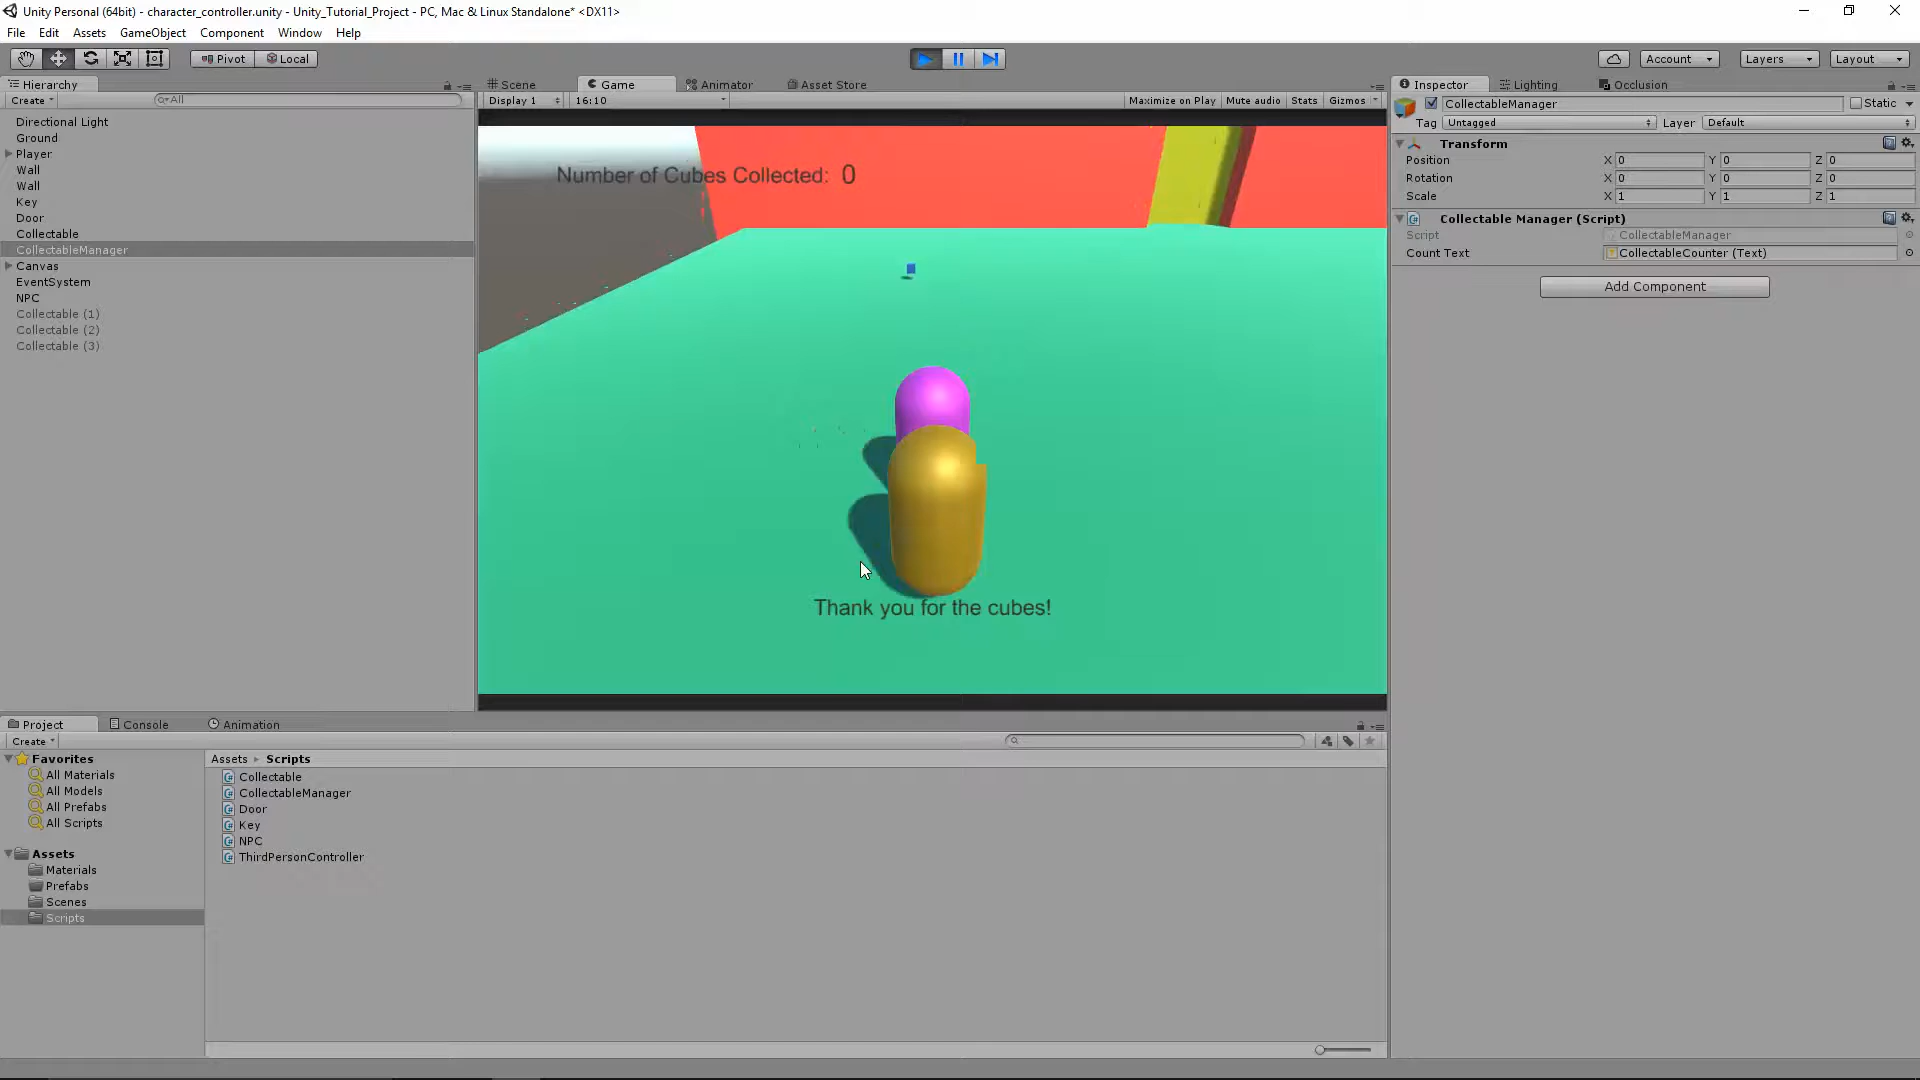 Unity Personal (64bit) - character_controller.unity - Unity_Tutorial_Project - PC, Mac & Linux Standalone* <DX11>
File Edit Assets GameObject Component Window Help
Pivot Local Account Layers Layout
Hierarchy
Create All
Directional Light
Ground
Player
Wall
Wall
Key
Door
Collectable
CollectableManager
Canvas
EventSystem
NPC
Collectable (1)
Collectable (2)
Collectable (3)
Scene Game Animator Asset Store
Display 1 16:10 Maximize on Play Mute audio Stats Gizmos
Number of Cubes Collected: 0
Thank you for the cubes!
Inspector Lighting Occlusion
CollectableManager Static
Tag Untagged Layer Default
Transform
Position X 0 Y 0 Z 0
Rotation X 0 Y 0 Z 0
Scale X 1 Y 1 Z 1
Collectable Manager (Script)
Script CollectableManager
Count Text CollectableCounter (Text)
Add Component
Project Console Animation
Create
Favorites
All Materials
All Models
All Prefabs
All Scripts
Assets
Materials
Prefabs
Scenes
Scripts
Assets Scripts
Collectable
CollectableManager
Door
Key
NPC
ThirdPersonController